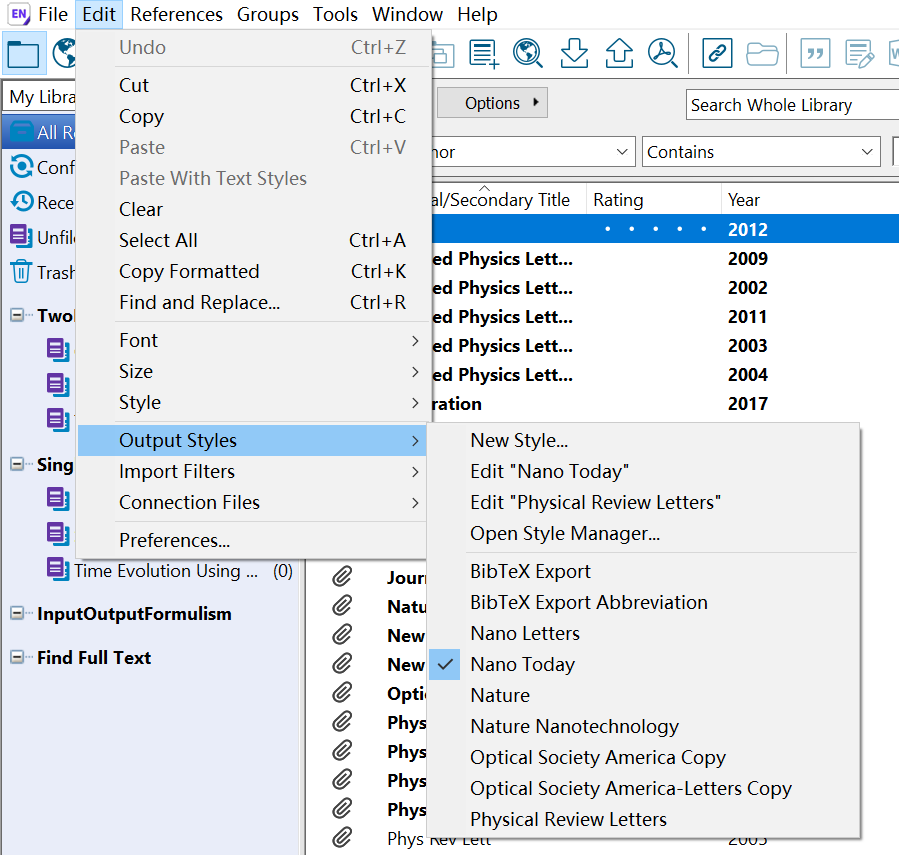 EN File Edit References Groups Tools Window Help
Undo Ctrl+Z
Cut Ctrl+X
Copy Ctrl+C
Paste Ctrl+V
Paste With Text Styles
Clear
Select All Ctrl+A
Copy Formatted Ctrl+K
Find and Replace... Ctrl+R
Font
Size
Style
Output Styles
Import Filters
Connection Files
Preferences...
New Style...
Edit "Nano Today"
Edit "Physical Review Letters"
Open Style Manager...
BibTeX Export
BibTeX Export Abbreviation
Nano Letters
Nano Today
Nature
Nature Nanotechnology
Optical Society America Copy
Optical Society America-Letters Copy
Physical Review Letters
My Libra
All Re
Conf
Rece
Unfil
Trash
Two
Sing
Time Evolution Using ... (0)
InputOutputFormulism
Find Full Text
Options
Search Whole Library
hor
Contains
al/Secondary Title Rating Year
2012
ed Physics Lett... 2009
ed Physics Lett... 2002
ed Physics Lett... 2011
ed Physics Lett... 2003
ed Physics Lett... 2004
ration 2017
Journ
Natu
New
New
Opti
Phys
Phys
Phys
Phys
Phys Rev Lett 2005